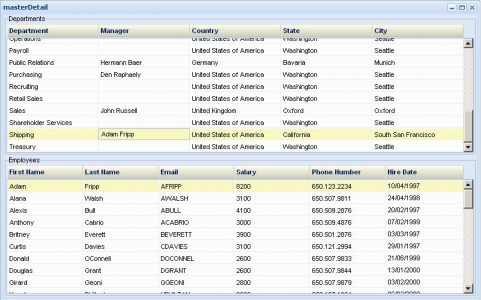 masterDetail
Departments
Department Manager Country State City
Operations United States of America Washington Seattle
Payroll United States of America Washington Seattle
Public Relations Hermann Baer Germany Bavaria Munich
Purchasing Den Raphaely United States of America Washington Seattle
Recruiting United States of America Washington Seattle
Retail Sales United States of America Washington Seattle
Sales John Russell United Kingdom Oxford Oxford
Shareholder Services United States of America Washington Seattle
Shipping Adam Fripp United States of America California South San Francisco
Treasury United States of America Washington Seattle
Employees
First Name Last Name Email Salary Phone Number Hire Date
Adam Fripp AFRIPP 8200 650.123.2234 10/04/1997
Alana Walsh AWALSH 3100 650.507.9811 24/04/1998
Alexis Bull ABULL 4100 650.509.2876 20/02/1997
Anthony Cabrio ACABRIO 3000 650.509.4876 07/02/1999
Britney Everett BEVERETT 3900 650.501.2876 03/03/1997
Curtis Davies CDAVIES 3100 650.121.2994 29/01/1997
Donald OConnell DOCONNEL 2600 650.507.9833 21/06/1999
Douglas Grant DGRANT 2600 650.507.9844 13/01/2000
Girard Geoni GGEONI 2800 650.507.9879 03/02/2000